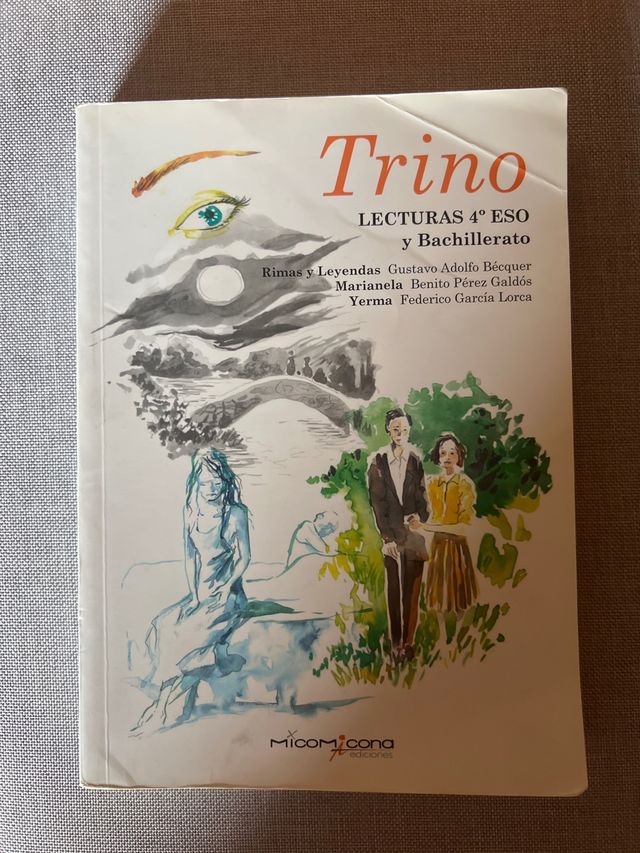 Trino
LECTURAS 4º ESO
y Bachillerato
Rimas y Leyendas Gustavo Adolfo Bécquer
Marianela Benito Pérez Galdós
Yerma Federico García Lorca
MicoMicona
ediciones